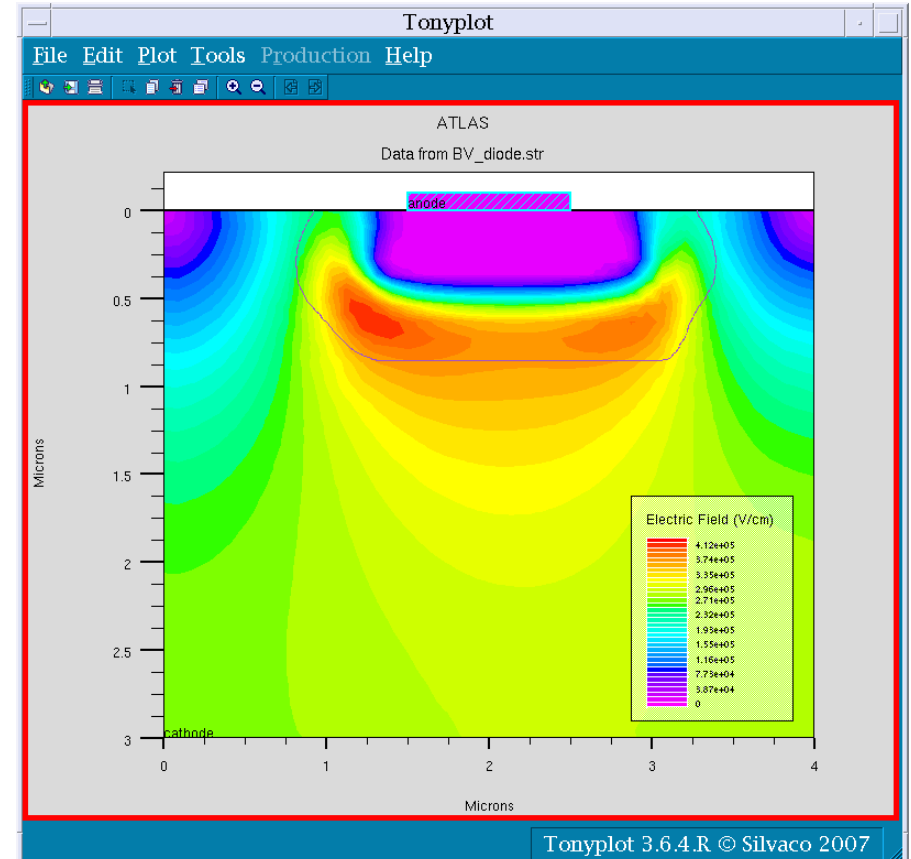 Tonyplot
File Edit Plot Tools Production Help
ATLAS
Data from BV_diode.str
anode
0
0.5
1
1.5
2
2.5
3
Microns
cathode
0 1 2 3 4
Microns
Electric Field (V/cm)
4.12e+05
3.74e+05
3.35e+05
2.96e+05
2.71e+05
2.32e+05
1.93e+05
1.55e+05
1.16e+05
7.73e+04
3.87e+04
0
Tonyplot 3.6.4.R © Silvaco 2007